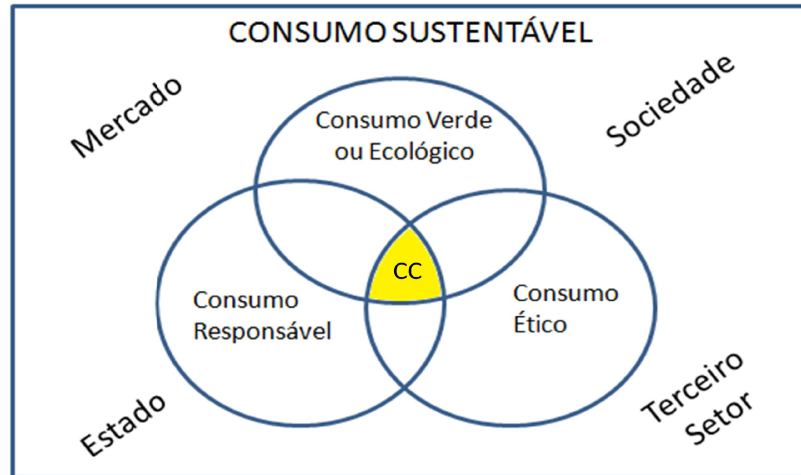 CONSUMO SUSTENTÁVEL
Mercado
Sociedade
Consumo Verde
ou Ecológico
CC
Consumo
Responsável
Consumo
Ético
Estado
Terceiro
Setor